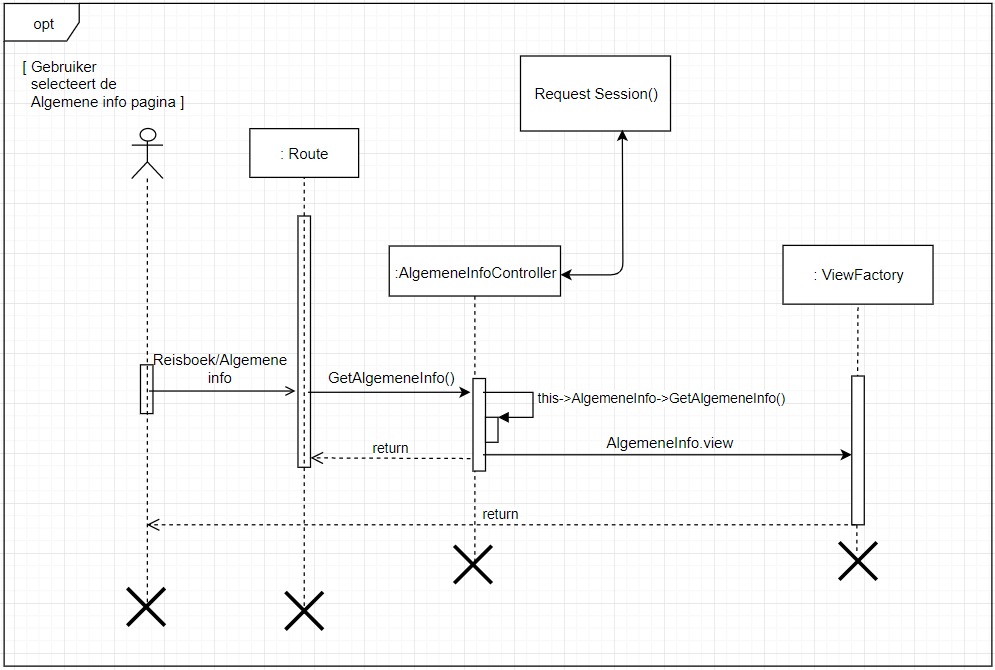 opt
[ Gebruiker
selecteert de
Algemene info pagina ]
Request Session()
: Route
:AlgemeneInfoController
: ViewFactory
Reisboek/Algemene
info
GetAlgemeneInfo()
this->AlgemeneInfo->GetAlgemeneInfo()
AlgemeneInfo.view
return
return